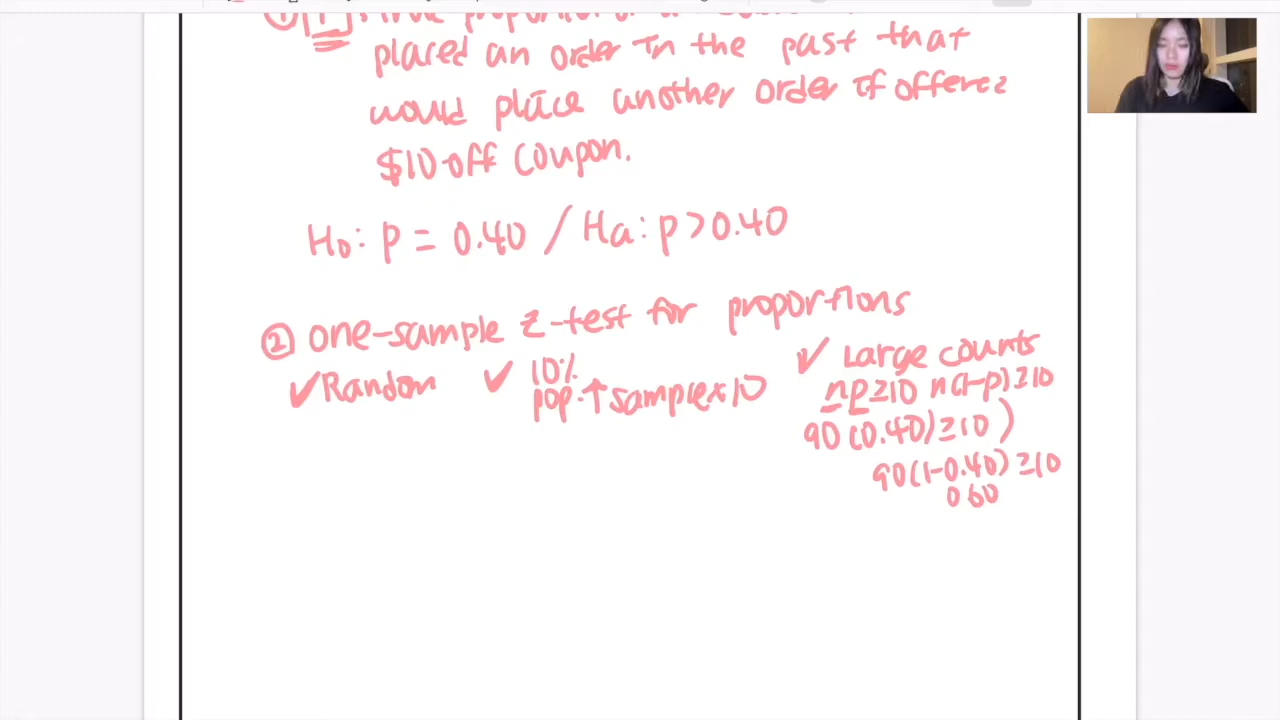 placed an order in the past that
would place another order if offered
$10 off coupon.
H0: p = 0.40 / Ha: p > 0.40
② one-sample z-test for proportions
✓ Large counts
✓ Random ✓ 10%
pop. ↑ sample x 10
np ≥ 10 n(1-p) ≥ 10
90(0.40) ≥ 10)
90(1-0.40) ≥ 10
0.60